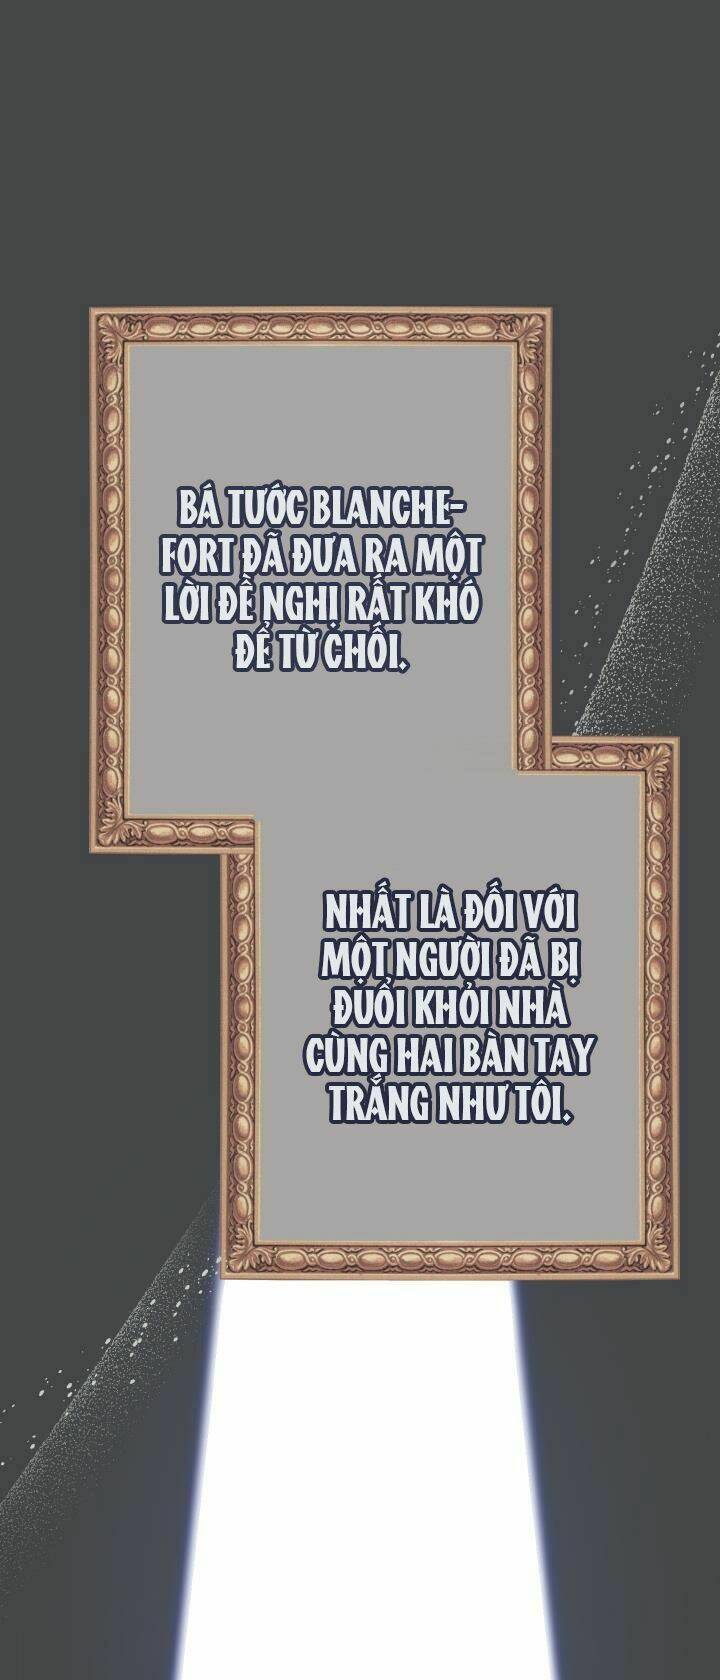 BÁ TƯỚC BLANCHE-
FORT ĐÃ ĐƯA RA MỘT
LỜI ĐỀ NGHỊ RẤT KHÓ
ĐỂ TỪ CHỐI.
NHẤT LÀ ĐỐI VỚI
MỘT NGƯỜI ĐÃ BỊ
ĐUỔI KHỎI NHÀ
CÙNG HAI BÀN TAY
TRẮNG NHƯ TÔI.